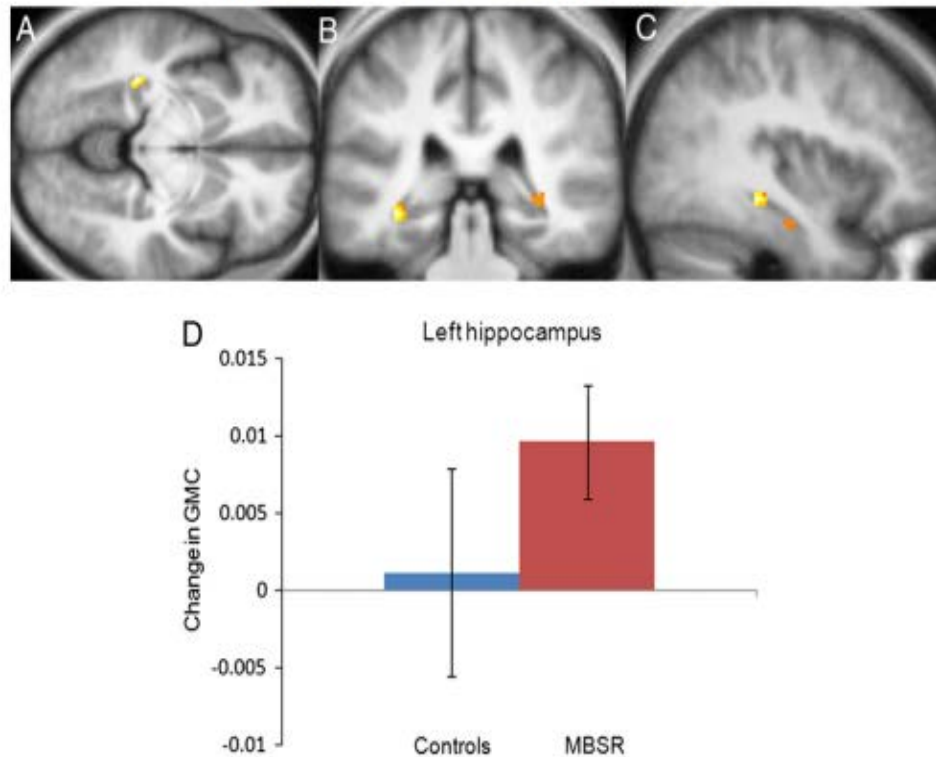 A B C
D Left hippocampus
0.015
0.01
0.005
0
-0.005
-0.01
Change in GMC
Controls MBSR